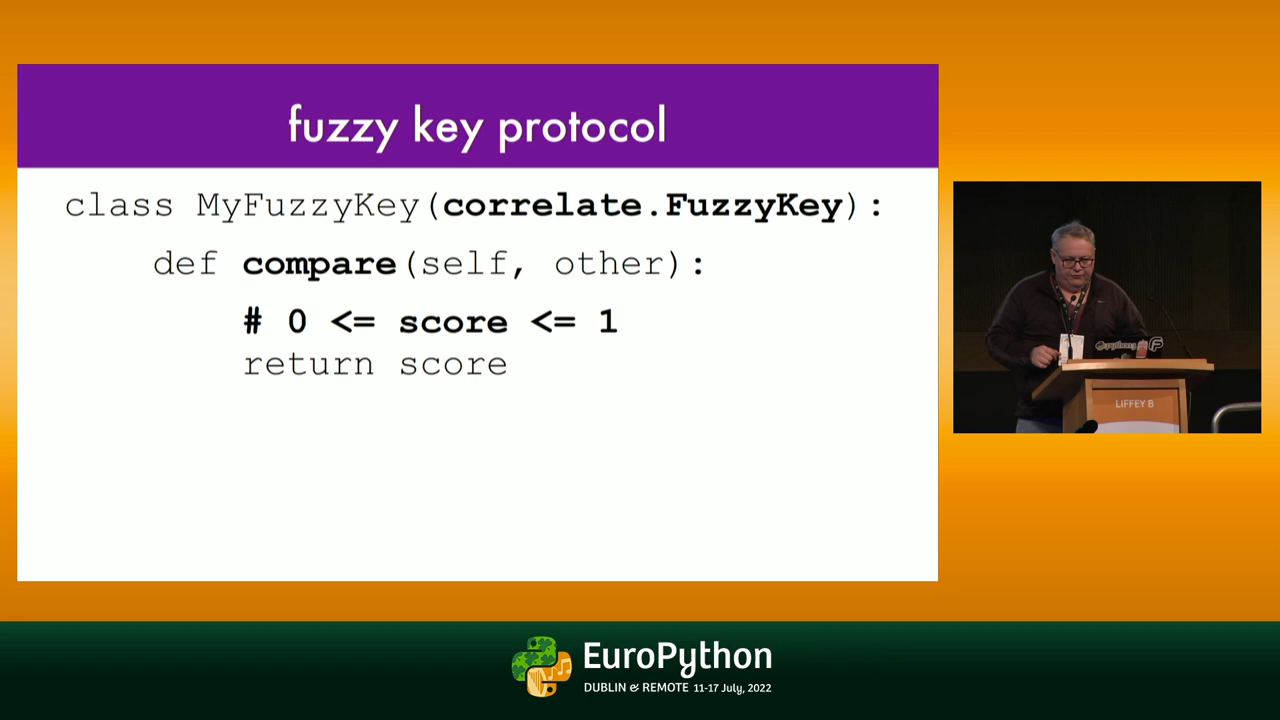 fuzzy key protocol
class MyFuzzyKey(correlate.FuzzyKey):
def compare(self, other):
# 0 <= score <= 1
return score
LIFFEY B
EuroPython
DUBLIN & REMOTE 11-17 July, 2022